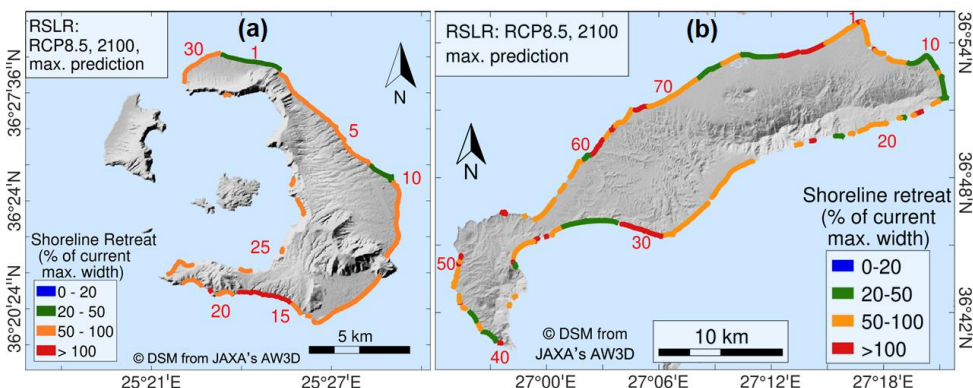 (a)
RSLR:
RCP8.5, 2100,
max. prediction
30
1
5
10
25
20
15
N
36°27'36"N
36°24'N
36°20'24"N
Shoreline Retreat
(% of current
max. width)
0 - 20
20 - 50
50 - 100
> 100
5 km
© DSM from JAXA's AW3D
25°21'E
25°27'E
(b)
RSLR: RCP8.5, 2100
max. prediction
1
10
70
60
20
30
50
40
N
36°54'N
36°48'N
36°42'N
Shoreline retreat
(% of current
max. width)
0-20
20-50
50-100
>100
© DSM from
JAXA's AW3D
10 km
27°00'E
27°06'E
27°12'E
27°18'E